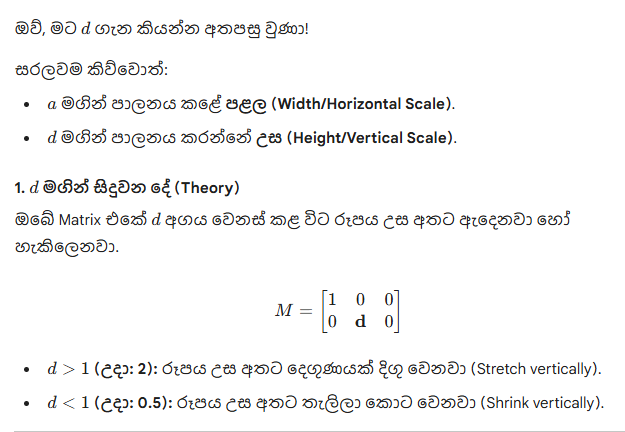 ඔව්, මට d ගැන කියන්න අතපසු වුණා!
සරලවම කිව්වොත්:
• a මගින් පාලනය කළේ පළල (Width/Horizontal Scale).
• d මගින් පාලනය කරන්නේ උස (Height/Vertical Scale).
1. d මගින් සිදුවන දේ (Theory)
ඔබේ Matrix එකේ d අගය වෙනස් කළ විට රූපය උස අතට ඇදෙනවා හෝ
හැකිලෙනවා.
M = [1 0 0
0 d 0]
• d > 1 (උදා: 2): රූපය උස අතට දෙගුණයක් දිගු වෙනවා (Stretch vertically).
• d < 1 (උදා: 0.5): රූපය උස අතට තැලිලා කොට වෙනවා (Shrink vertically).